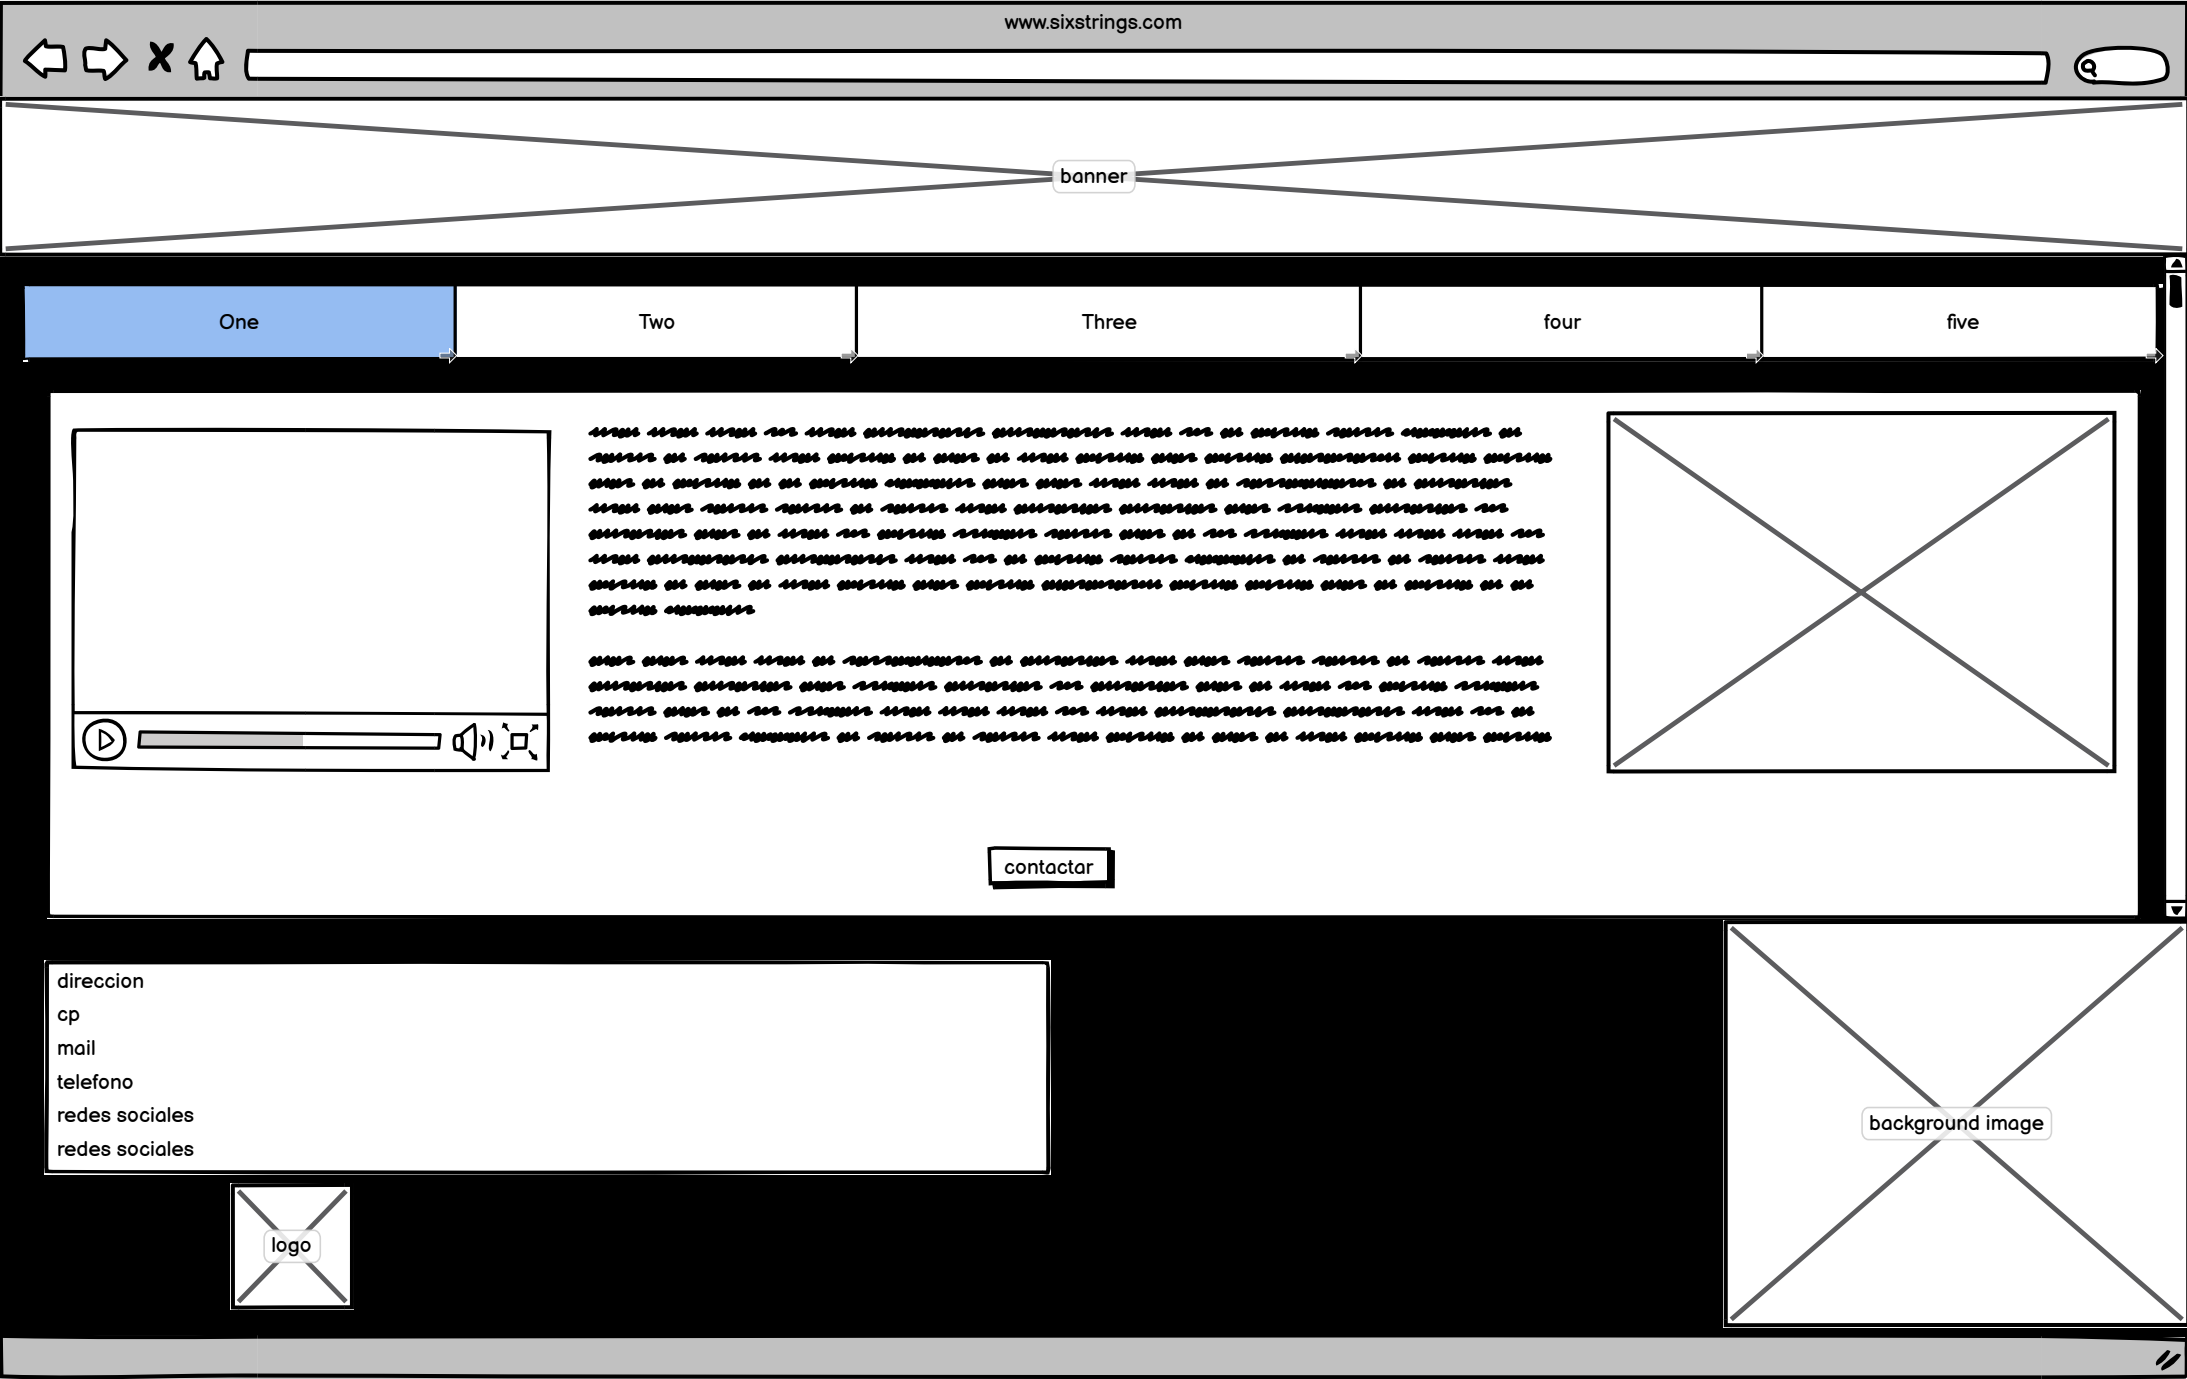 www.sixstrings.com
banner
One
Two
Three
four
five
contactar
direccion
cp
mail
telefono
redes sociales
redes sociales
background image
logo